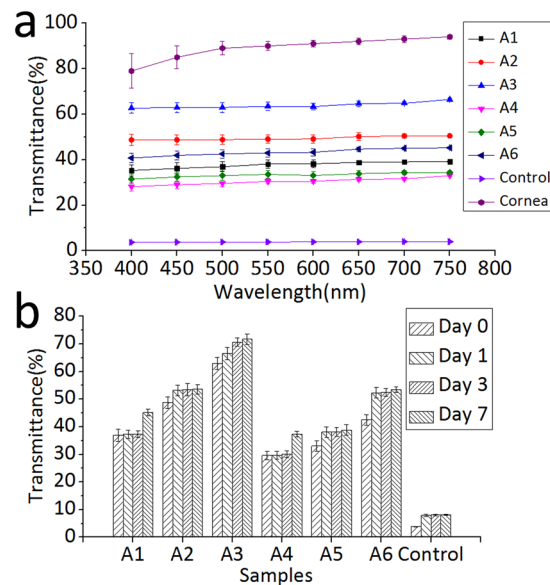 a
Transmittance(%)
100
80
60
40
20
0
350 400 450 500 550 600 650 700 750 800
Wavelength(nm)
A1
A2
A3
A4
A5
A6
Control
Cornea
b
Transmittance(%)
80
70
60
50
40
30
20
10
0
A1 A2 A3 A4 A5 A6 Control
Samples
Day 0
Day 1
Day 3
Day 7